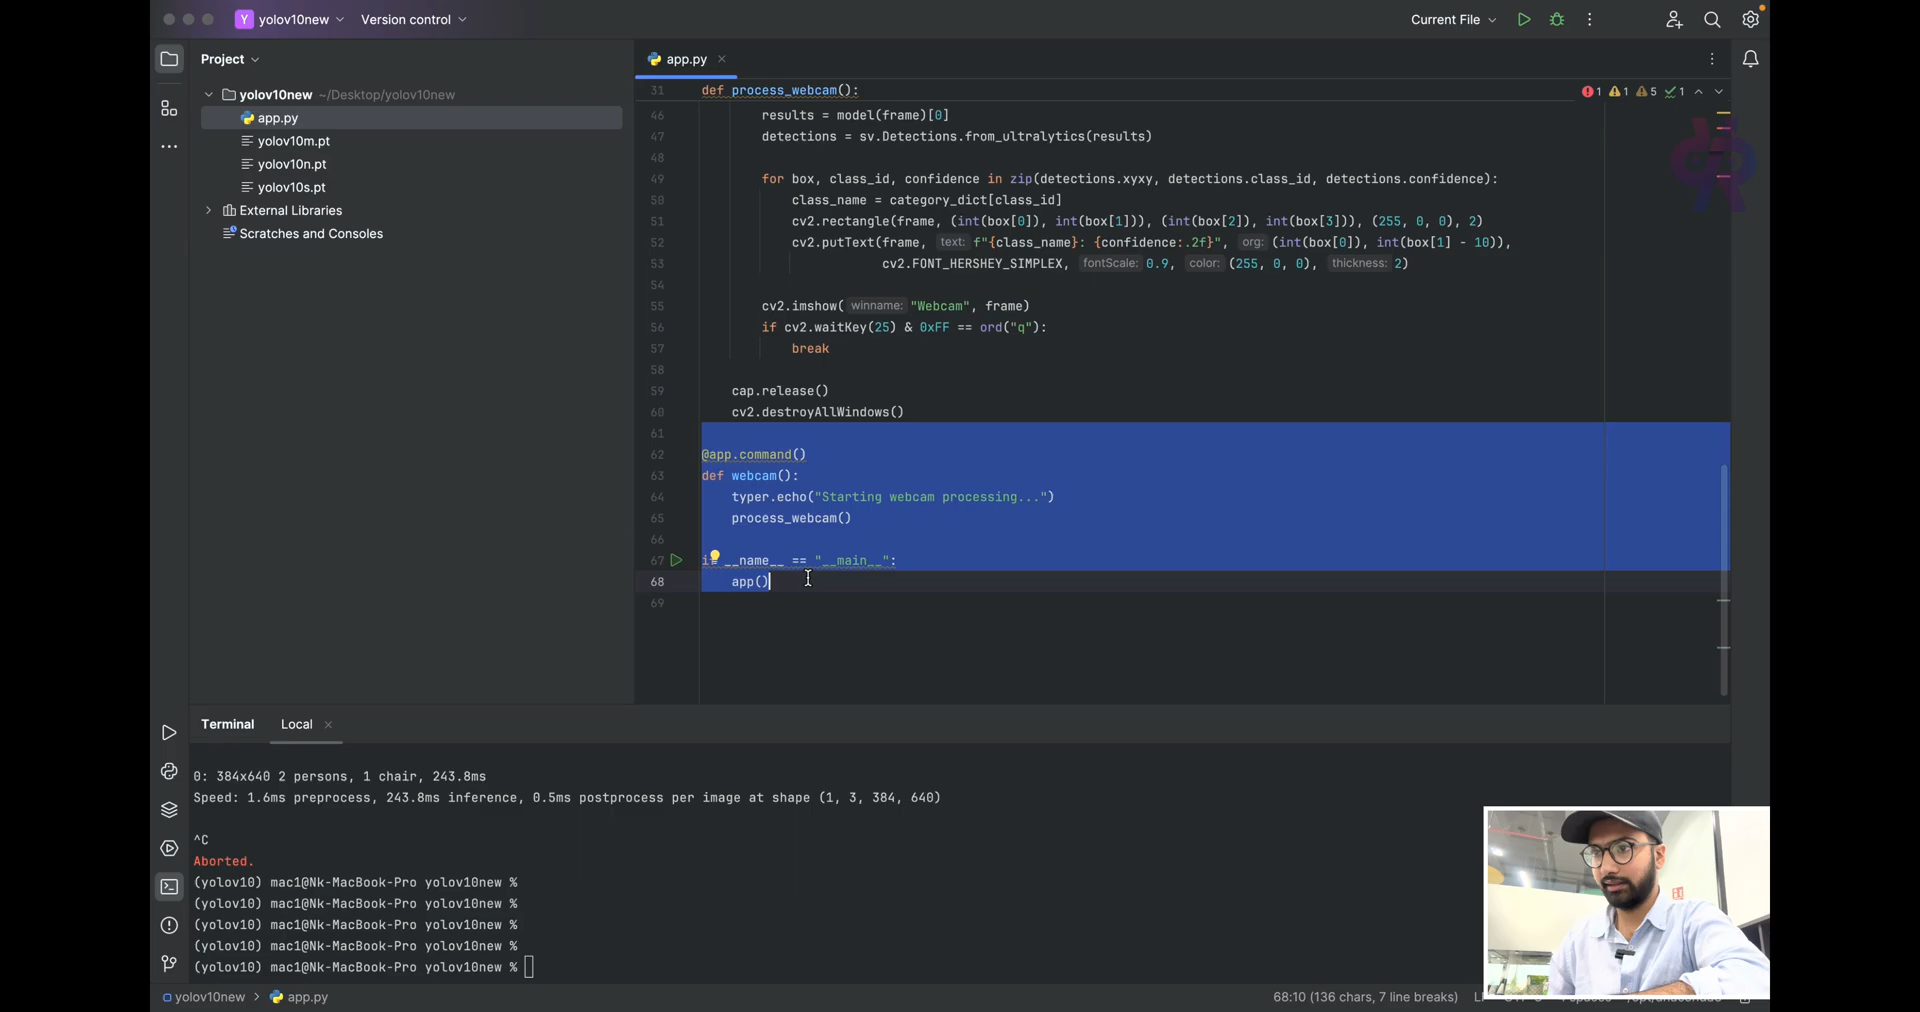 Y yolov10new Version control
Current File
Project
app.py
yolov10new ~/Desktop/yolov10new
app.py
yolov10m.pt
yolov10n.pt
yolov10s.pt
External Libraries
Scratches and Consoles
31 def process_webcam():
1 1 5 1
46 results = model(frame)[0]
47 detections = sv.Detections.from_ultralytics(results)
48
49 for box, class_id, confidence in zip(detections.xyxy, detections.class_id, detections.confidence):
50 class_name = category_dict[class_id]
51 cv2.rectangle(frame, (int(box[0]), int(box[1])), (int(box[2]), int(box[3])), (255, 0, 0), 2)
52 cv2.putText(frame, text: f"{class_name}: {confidence:.2f}", org: (int(box[0]), int(box[1] - 10)),
53 cv2.FONT_HERSHEY_SIMPLEX, fontScale: 0.9, color: (255, 0, 0), thickness: 2)
54
55 cv2.imshow( winname: "Webcam", frame)
56 if cv2.waitKey(25) & 0xFF == ord("q"):
57 break
58
59 cap.release()
60 cv2.destroyAllWindows()
61
62 @app.command()
63 def webcam():
64 typer.echo("Starting webcam processing...")
65 process_webcam()
66
67 __name__ == "__main__":
68 app()
69
Terminal Local
0: 384x640 2 persons, 1 chair, 243.8ms
Speed: 1.6ms preprocess, 243.8ms inference, 0.5ms postprocess per image at shape (1, 3, 384, 640)
^C
Aborted.
(yolov10) mac1@Nk-MacBook-Pro yolov10new %
(yolov10) mac1@Nk-MacBook-Pro yolov10new %
(yolov10) mac1@Nk-MacBook-Pro yolov10new %
(yolov10) mac1@Nk-MacBook-Pro yolov10new %
(yolov10) mac1@Nk-MacBook-Pro yolov10new %
yolov10new > app.py
68:10 (136 chars, 7 line breaks)